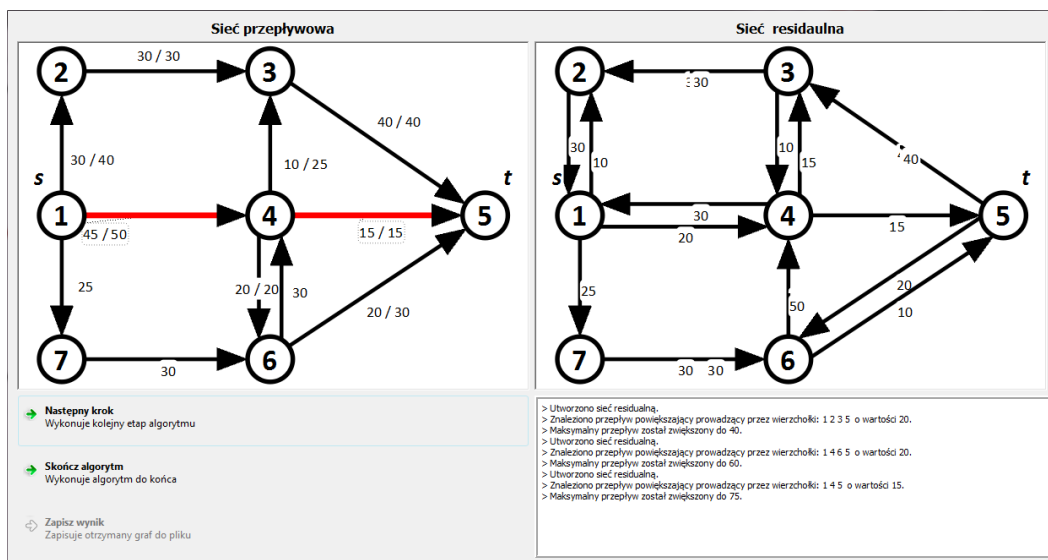 Sieć przepływowa
Sieć residaulna
2
30 / 30
3
40 / 40
30 / 40
10 / 25
s
t
1
4
5
45 / 50
15 / 15
25
20 / 20
30
20 / 30
7
30
6
2
30
3
30
10
10
15
40
s
t
1
30
4
5
20
15
25
50
20
10
7
30 30
6
Następny krok
Wykonuje kolejny etap algorytmu
Skończ algorytm
Wykonuje algorytm do końca
Zapisz wynik
Zapisuje otrzymany graf do pliku
> Utworzono sieć residualną.
> Znaleziono przepływ powiększający prowadzący przez wierzchołki: 1 2 3 5 o wartości 20.
> Maksymalny przepływ został zwiększony do 40.
> Utworzono sieć residualną.
> Znaleziono przepływ powiększający prowadzący przez wierzchołki: 1 4 6 5 o wartości 20.
> Maksymalny przepływ został zwiększony do 60.
> Utworzono sieć residualną.
> Znaleziono przepływ powiększający prowadzący przez wierzchołki: 1 4 5 o wartości 15.
> Maksymalny przepływ został zwiększony do 75.